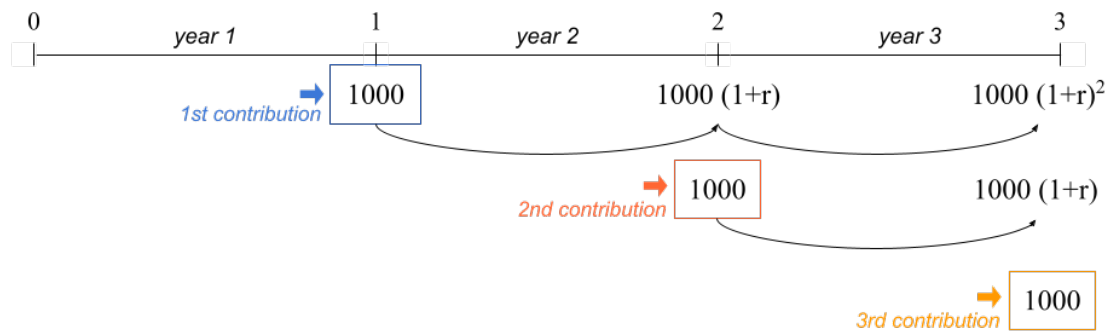 0 1 2 3
year 1 year 2 year 3
1000 1000 (1+r) 1000 (1+r)²
1st contribution
1000 1000 (1+r)
2nd contribution
1000
3rd contribution